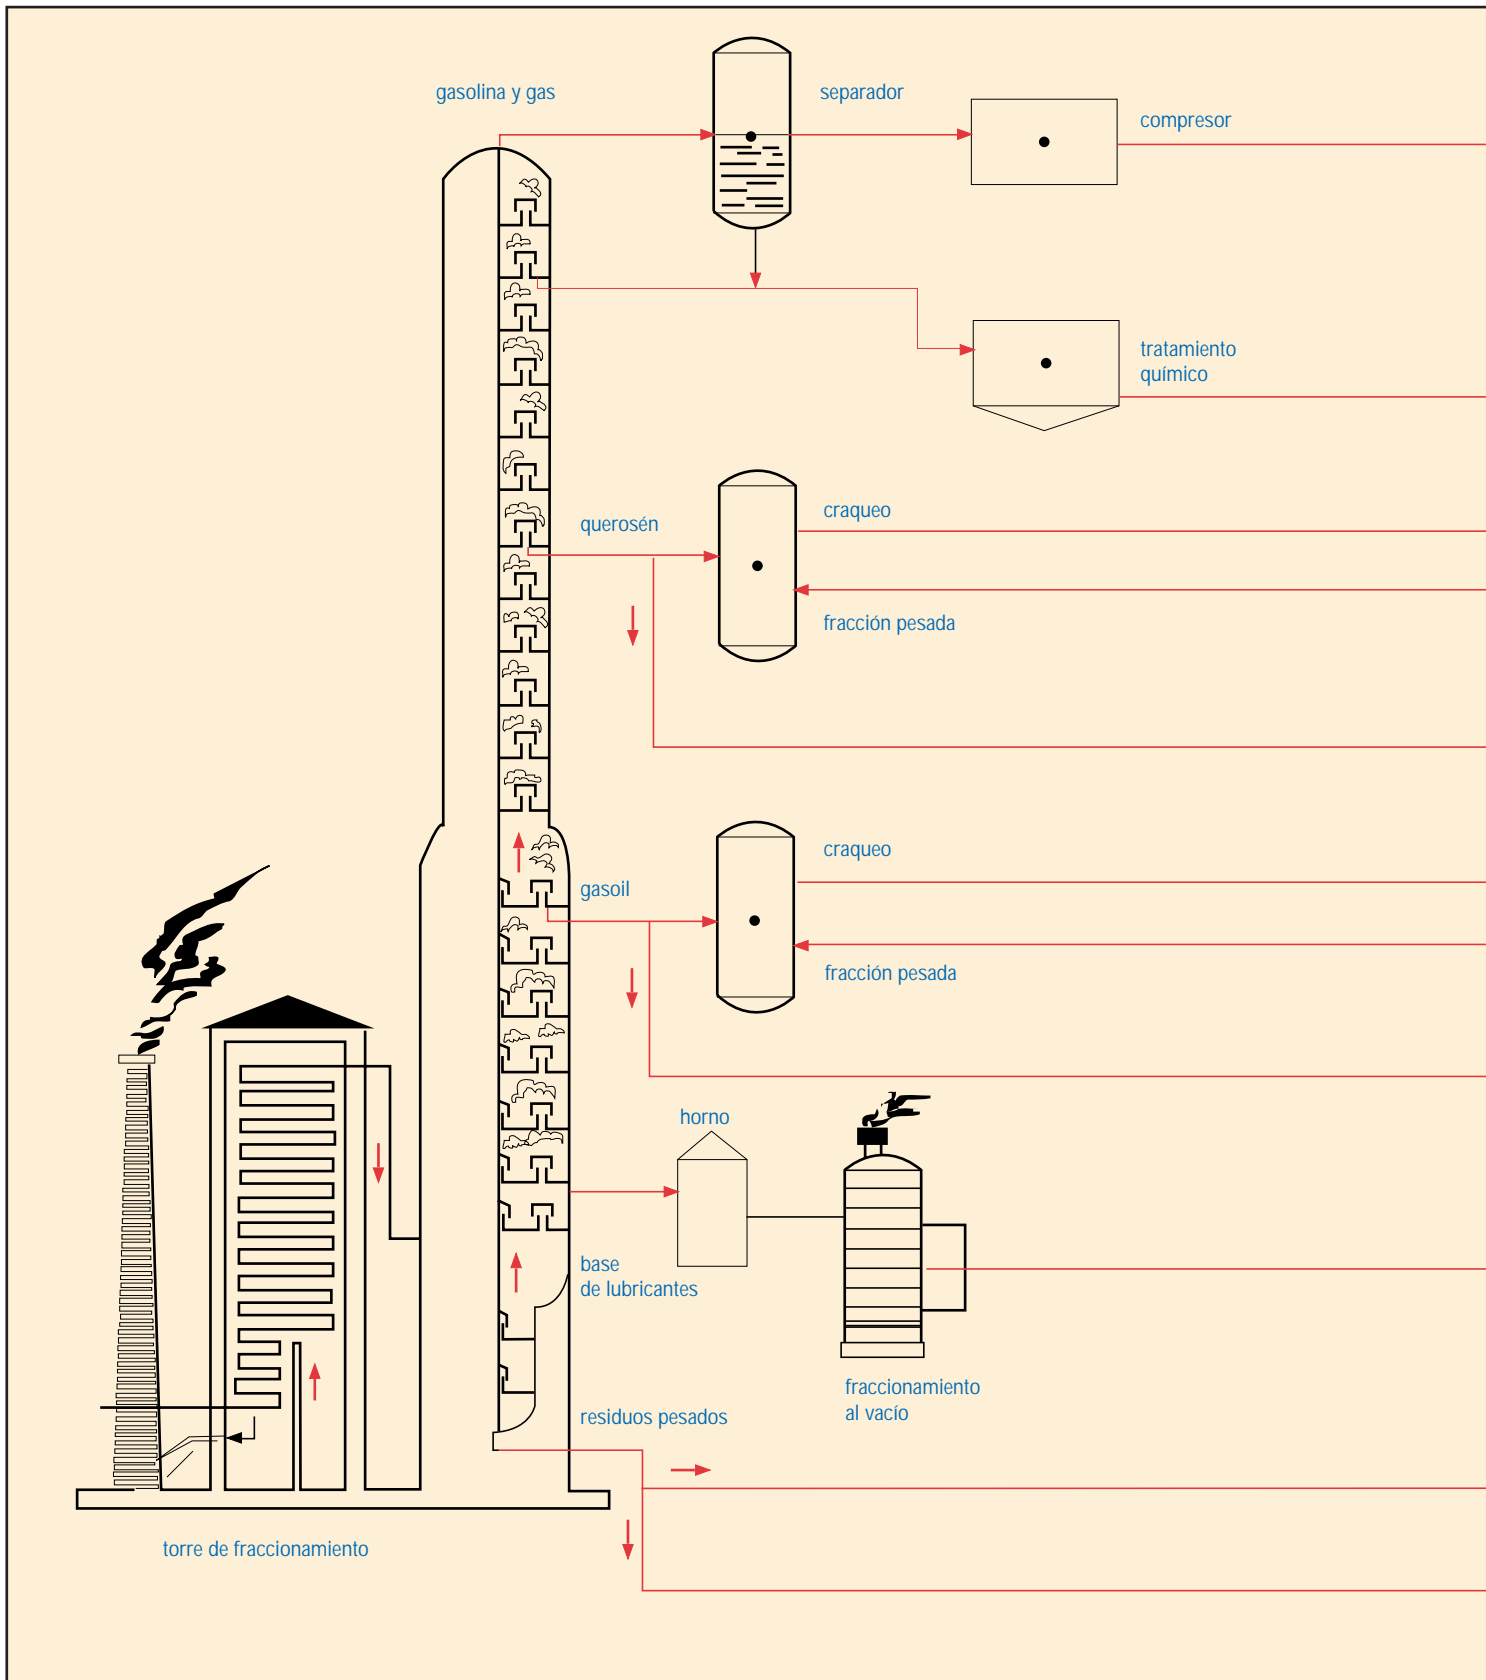 gasolina y gas
separador
compresor
tratamiento
químico
querosén
craqueo
fracción pesada
craqueo
gasoil
fracción pesada
horno
base
de lubricantes
fraccionamiento
al vacío
residuos pesados
torre de fraccionamiento